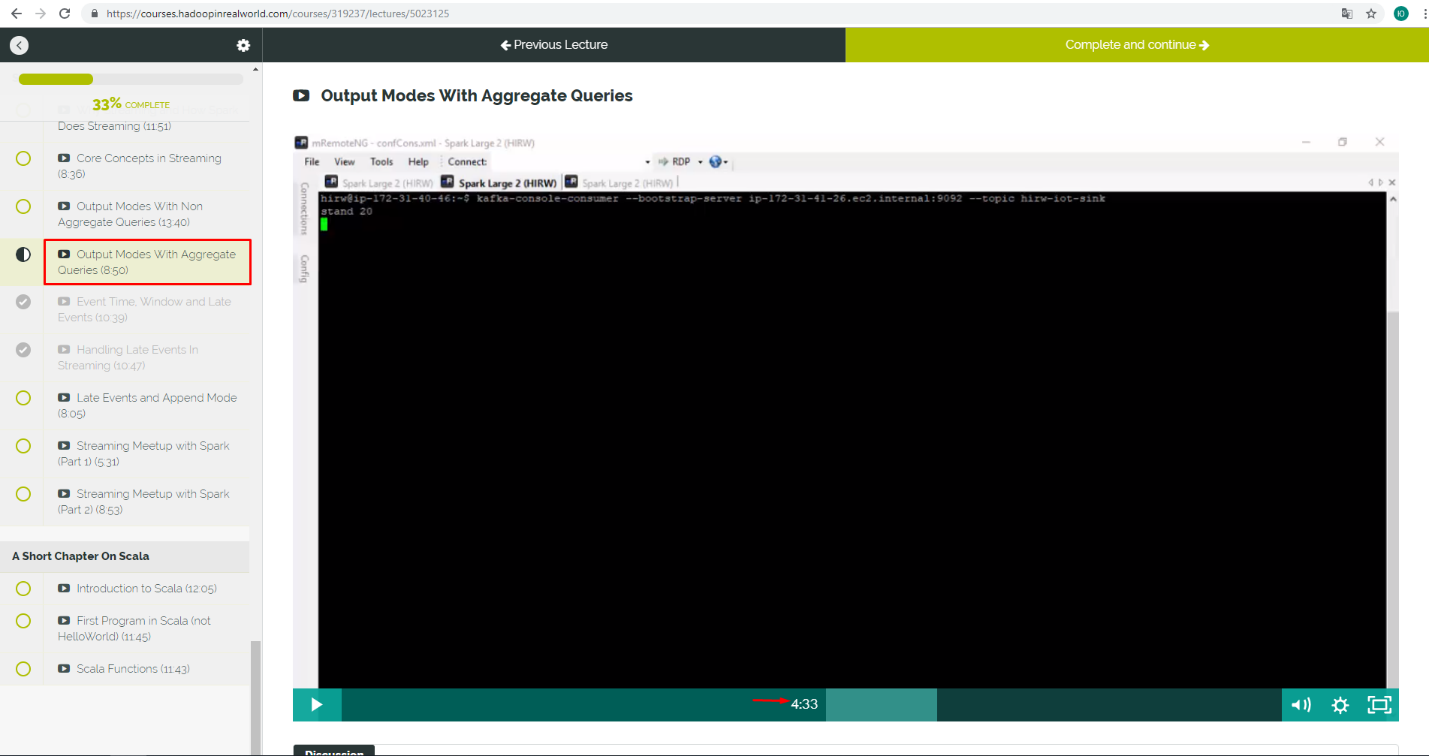 https://courses.hadoopinrealworld.com/courses/319237/lectures/5023125
Ю
Previous Lecture
Complete and continue
33% COMPLETE
Does Streaming (11:51)
Core Concepts in Streaming
(8:36)
Output Modes With Non
Aggregate Queries (13:40)
Output Modes With Aggregate
Queries (8:50)
Event Time, Window and Late
Events (10:39)
Handling Late Events In
Streaming (10:47)
Late Events and Append Mode
(8:05)
Streaming Meetup with Spark
(Part 1) (5:31)
Streaming Meetup with Spark
(Part 2) (8:53)
A Short Chapter On Scala
Introduction to Scala (12:05)
First Program in Scala (not
HelloWorld) (11:45)
Scala Functions (11:43)
Output Modes With Aggregate Queries
mRemoteNG - confCons.xml - Spark Large 2 (HIRW)
File View Tools Help Connect: RDP
Spark Large 2 (HIRW) Spark Large 2 (HIRW) Spark Large 2 (HIRW)
Connections
Config
hirw@ip-172-31-40-46:~$ kafka-console-consumer --bootstrap-server ip-172-31-41-26.ec2.internal:9092 --topic hirw-iot-sink
stand 20
4:33
Discussion